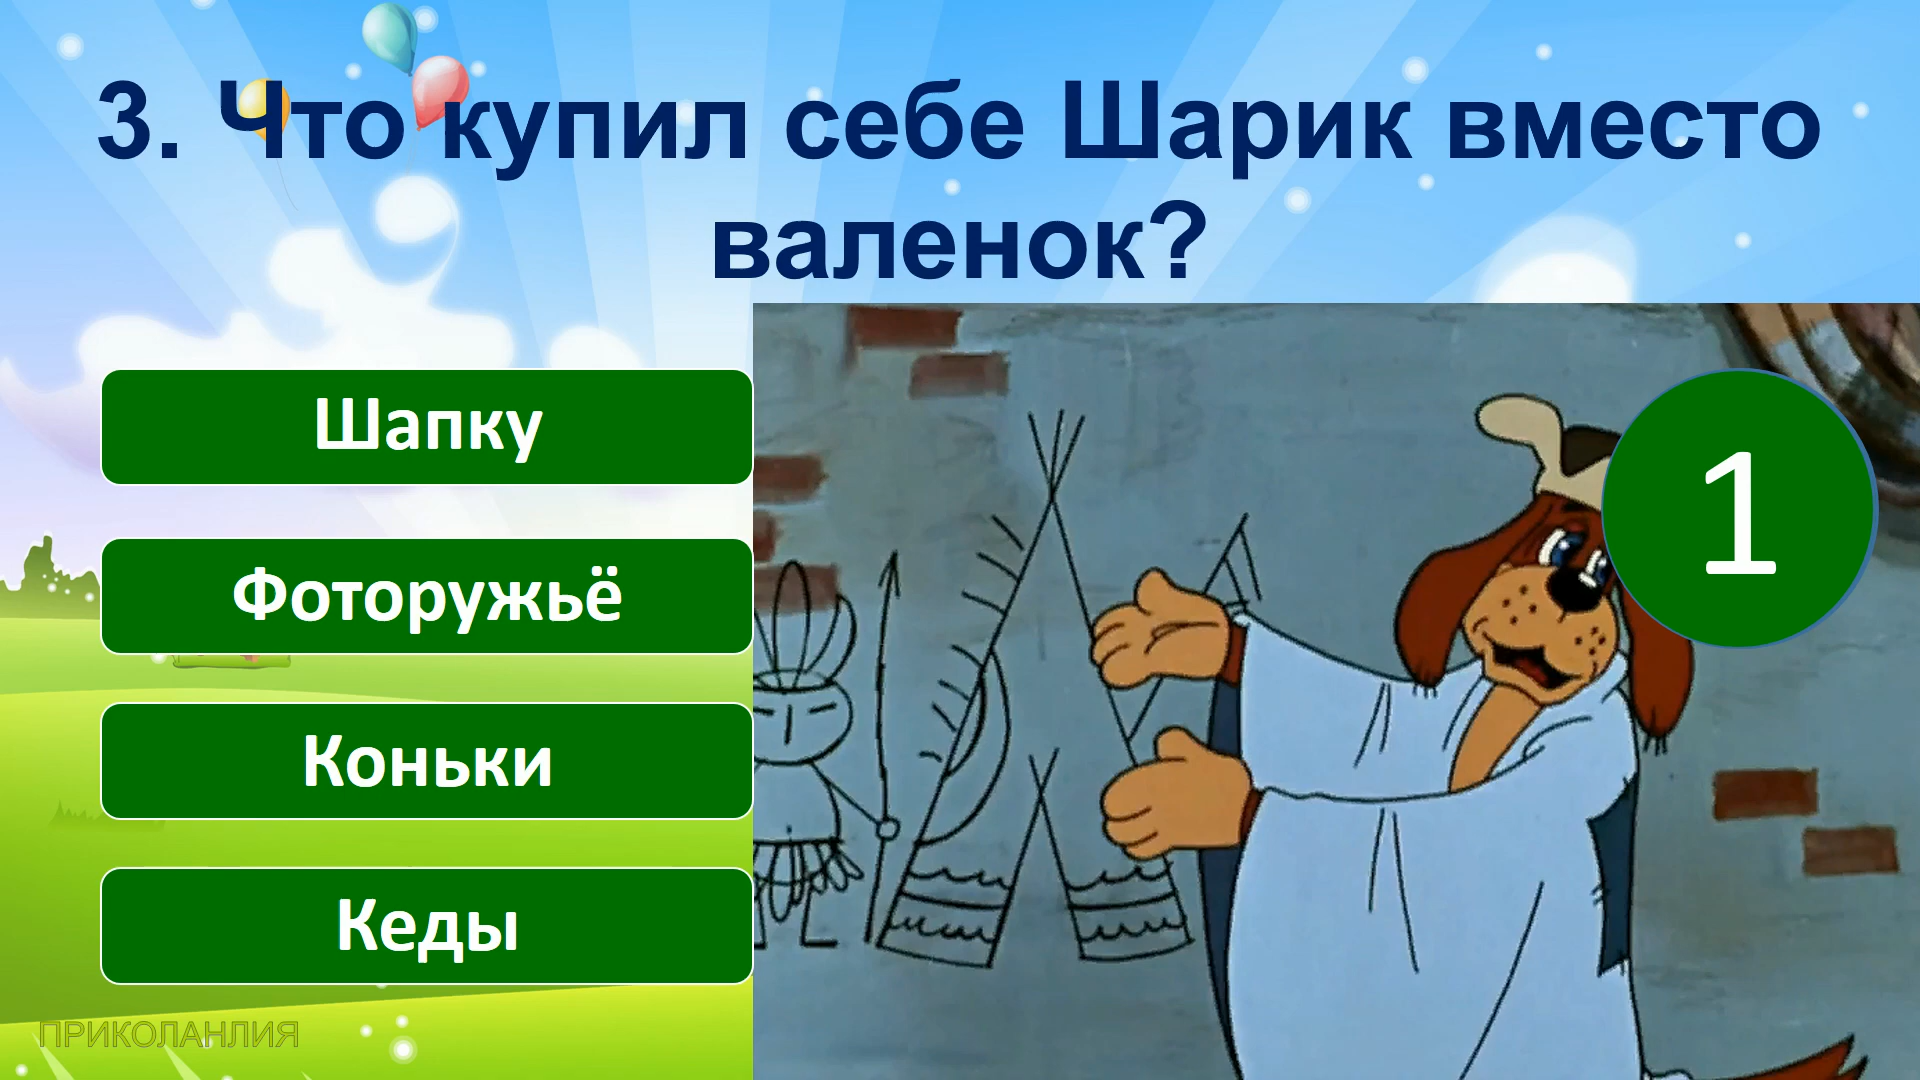 3. Что купил себе Шарик вместо
валенок?
Шапку
Фоторужьё
Коньки
Кеды
1
ПРИКОЛАНЛИЯ